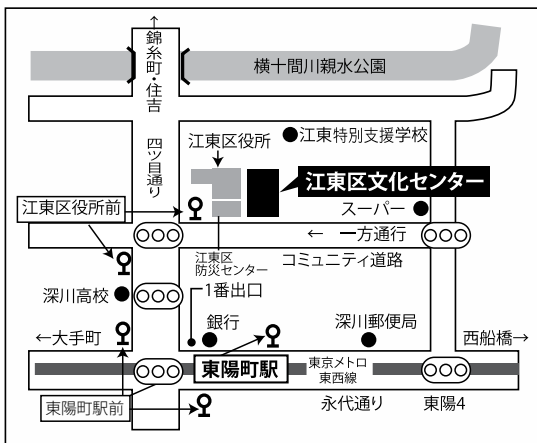 ↑錦糸町・住吉
横十間川親水公園
四ツ目通り
江東区役所
江東特別支援学校
江東区文化センター
江東区役所前
スーパー
← 一方通行
江東区
防災センター
コミュニティ道路
深川高校
1番出口
銀行
深川郵便局
←大手町
西船橋→
東陽町駅
東京メトロ
東西線
東陽町駅前
永代通り
東陽4